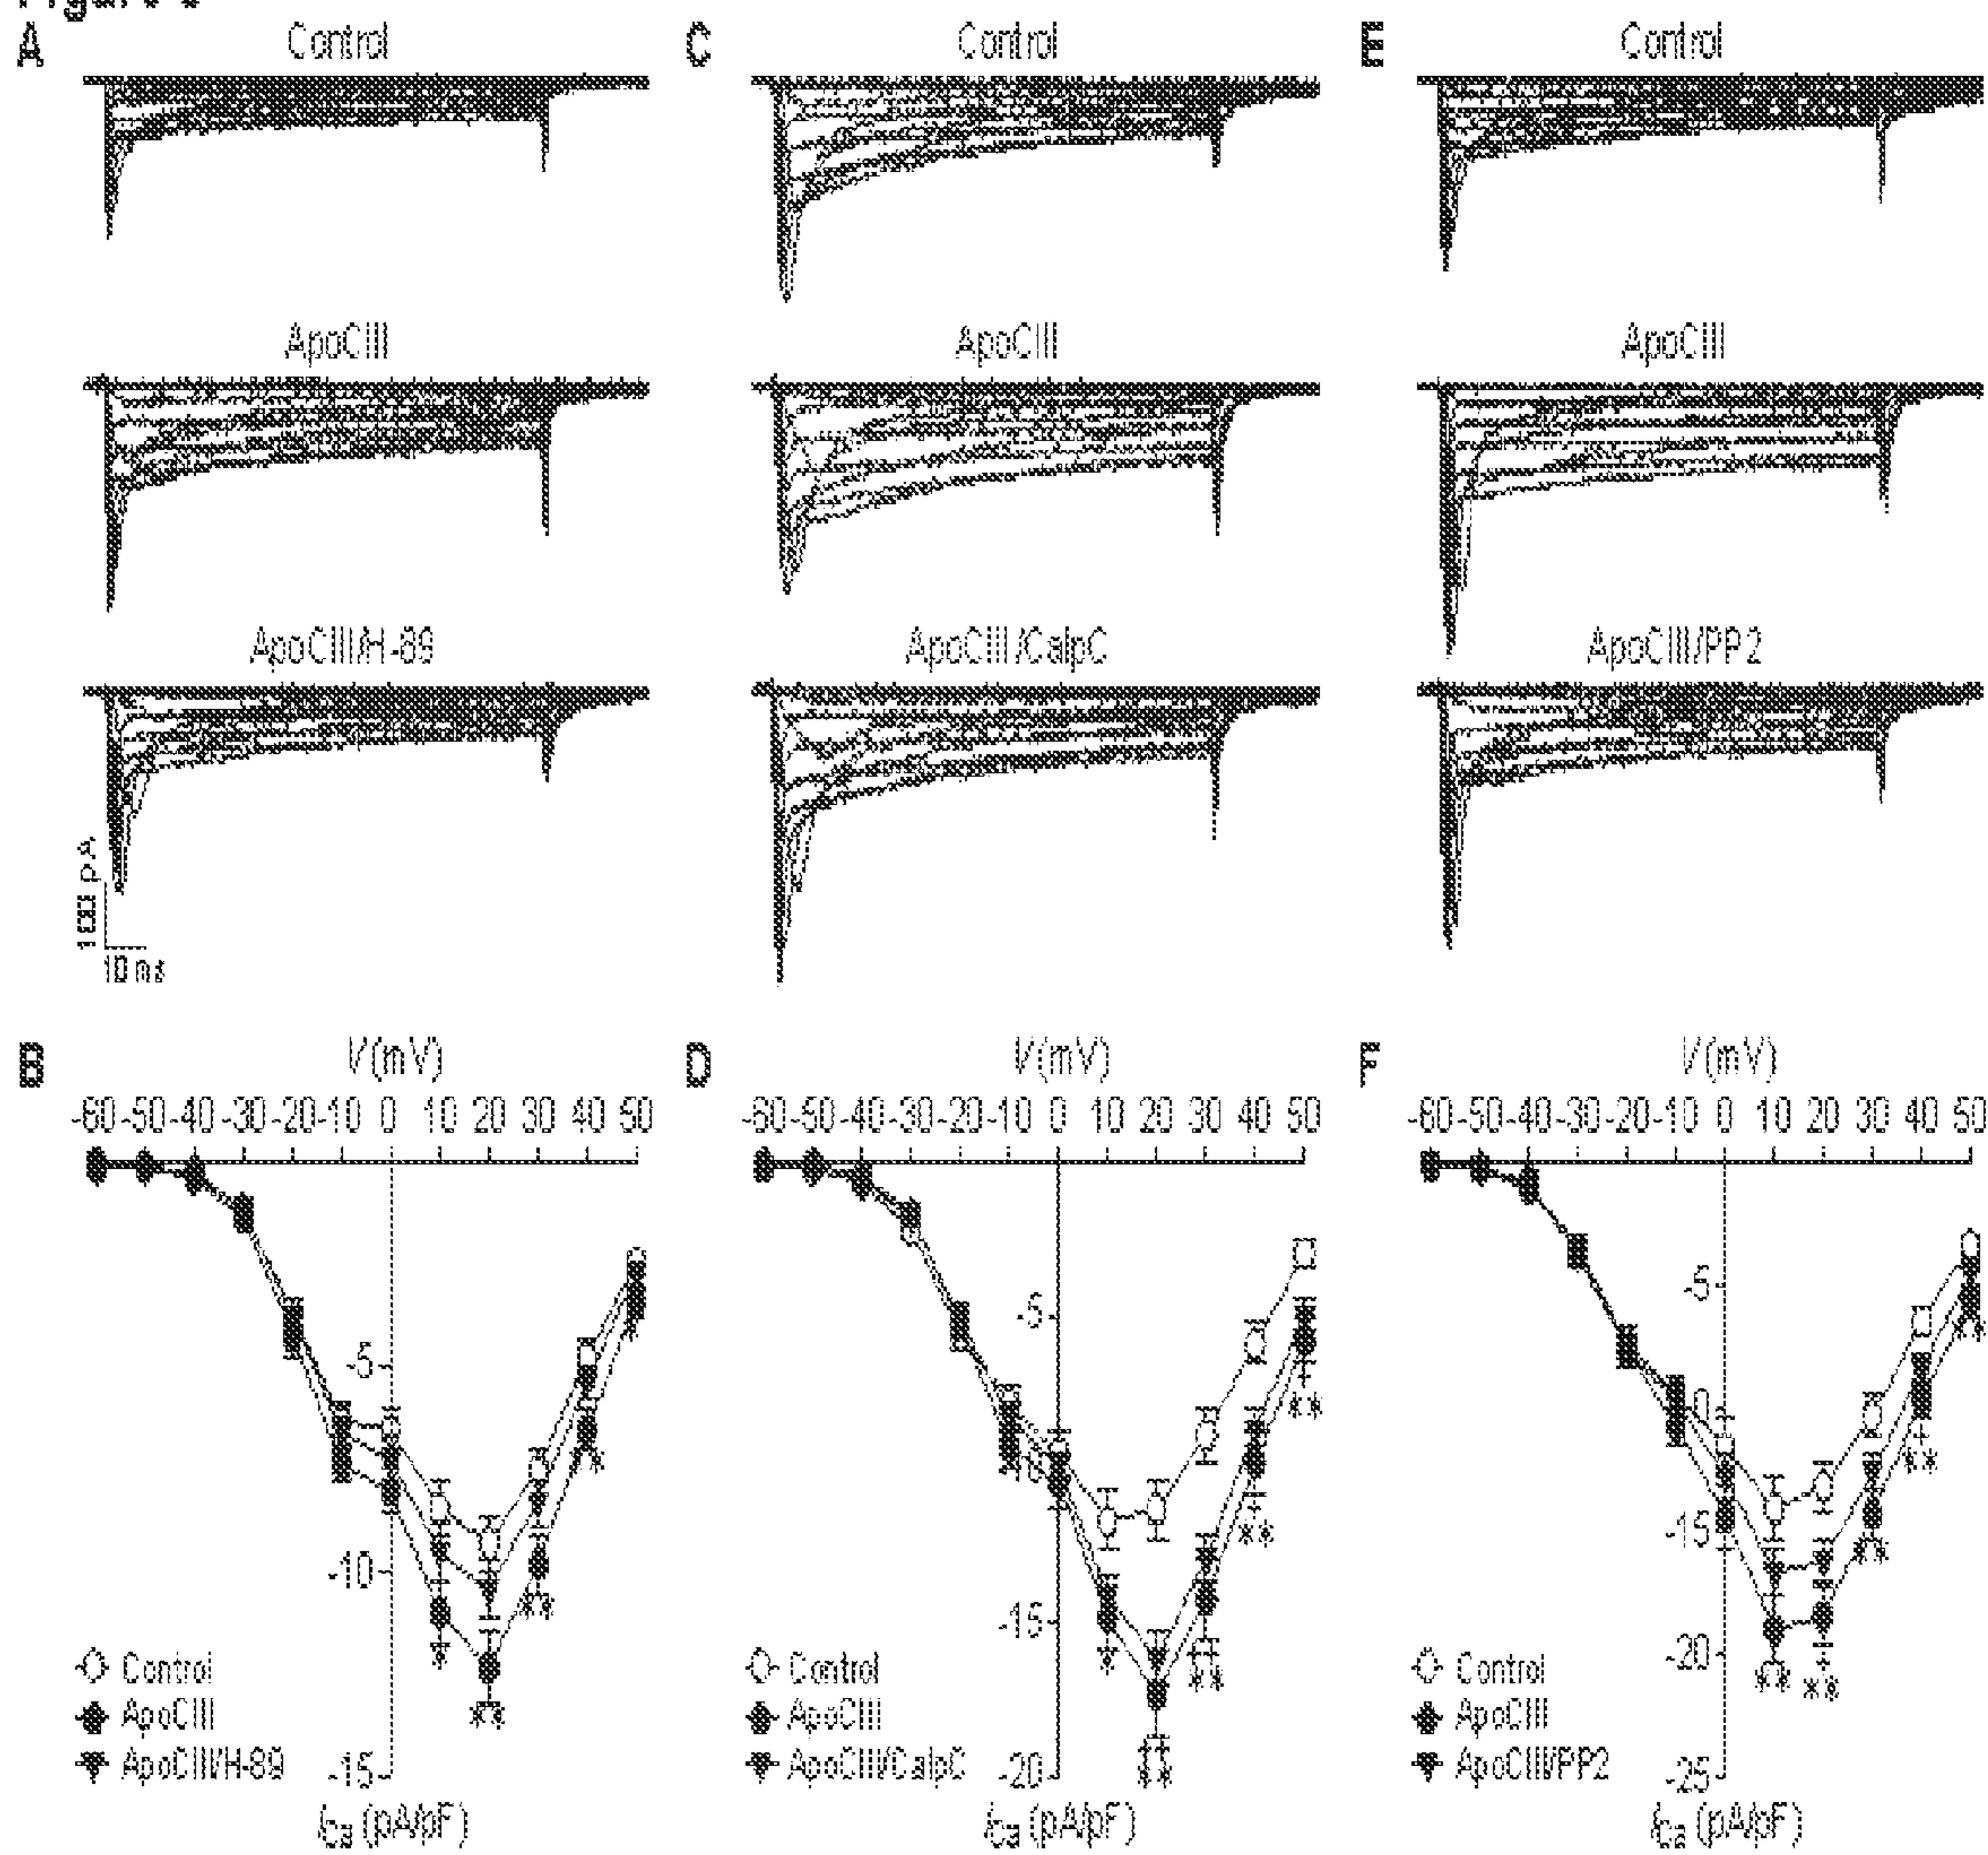 A
Control
C
Control
E
Control
ApoCIII
ApoCIII
ApoCIII
ApoCIII/H-89
ApoCIII/CalpC
ApoCIII/PP2
100 pA
10 ms
B
V (mV)
-60 -50 -40 -30 -20 -10 0 10 20 30 40 50
-5
-10
-15
**
**
**
*
*
Control
ApoCIII
ApoCIII/H-89
ICa (pA/pF)
D
V (mV)
-60 -50 -40 -30 -20 -10 0 10 20 30 40 50
-5
-15
-20
**
**
**
Control
ApoCIII
ApoCIII/CalpC
ICa (pA/pF)
F
V (mV)
-60 -50 -40 -30 -20 -10 0 10 20 30 40 50
-5
-15
-20
-25
**
**
**
**
Control
ApoCIII
ApoCIII/PP2
ICa (pA/pF)